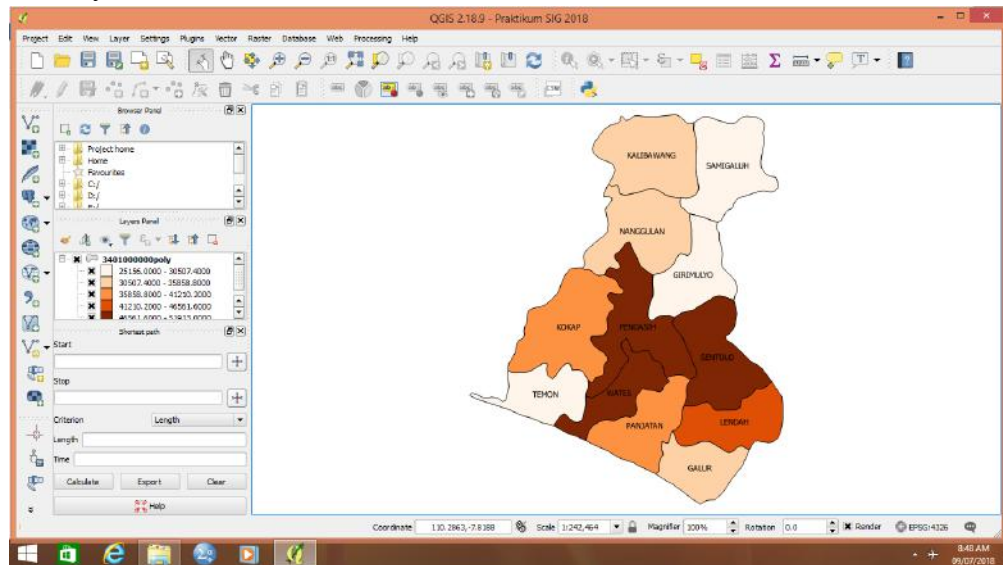 QGIS 2.18.9 - Praktikum SIG 2018
Project Edit View Layer Settings Plugins Vector Raster Database Web Processing Help
Browser Panel
Project home
Home
Favourites
C:/
D:/
Layers Panel
3401000000poly
25156.0000 - 30507.4000
30507.4000 - 35858.8000
35858.8000 - 41210.2000
41210.2000 - 46561.6000
Shortest path
Start
Stop
Criterion Length
Length
Time
Calculate Export Clear
Help
KALIBAWANG
SAMIGALUH
NANGGULAN
GIRIMULYO
KOKAP
PENGASIH
SENTOLO
TEMON
WATES
PANJATAN
LENDAH
GALUR
Coordinate 110.2863,-7.8188 Scale 1:242,464 Magnifier 100% Rotation 0.0 Render EPSG:4326
8:48 AM
09/07/2018